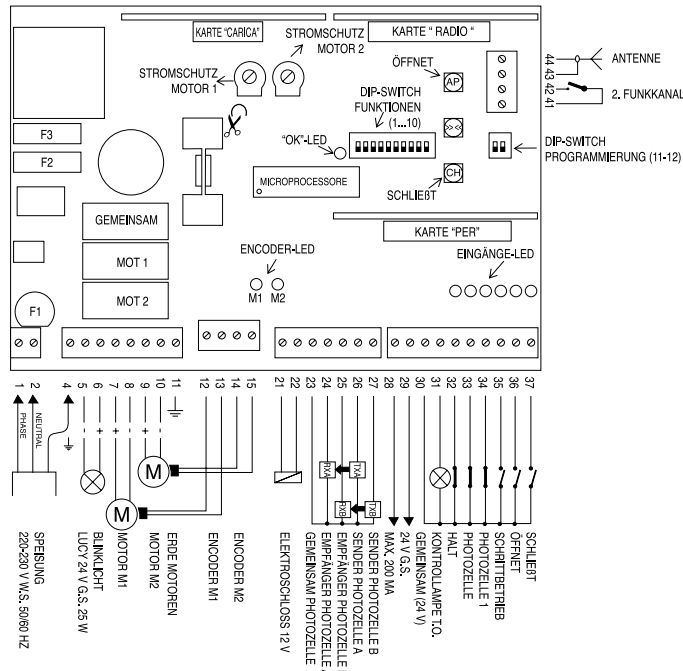 KARTE "CARICA"
STROMSCHUTZ
MOTOR 2
KARTE " RADIO "
STROMSCHUTZ
MOTOR 1
ÖFFNET
AP
44
43
42
41
ANTENNE
2. FUNKKANAL
DIP-SWITCH
FUNKTIONEN
(1...10)
>><<
F3
F2
"OK"-LED
DIP-SWITCH
PROGRAMMIERUNG (11-12)
MICROPROCESSORE
CH
SCHLIEßT
GEMEINSAM
KARTE "PER"
MOT 1
ENCODER-LED
EINGÄNGE-LED
MOT 2
M1 M2
F1
1 2 4 5 6 7 8 9 10 11 12 13 14 15 21 22 23 24 25 26 27 28 29 30 31 32 33 34 35 36 37
PHASE
NEUTRAL
- + + - + -
M
M
RXA
TXA
RXB
TXB
SPEISUNG
220-230 V W.S. 50/60 HZ
BLINKLICHT
LUCY 24 V G.S. 25 W
MOTOR M1
MOTOR M2
ERDE MOTOREN
ENCODER M1
ENCODER M2
ELEKTROSCHLOSS 12 V
GEMEINSAM PHOTOZELLE
EMPFÄNGER PHOTOZELLE
EMPFÄNGER PHOTOZELLE
SENDER PHOTOZELLE A
SENDER PHOTOZELLE B
MAX. 200 MA
24 V G.S.
GEMEINSAM (24 V)
KONTROLLAMPE T.O.
HALT
PHOTOZELLE
PHOTOZELLE 1
SCHRITTBETRIEB
ÖFFNET
SCHLIEßT